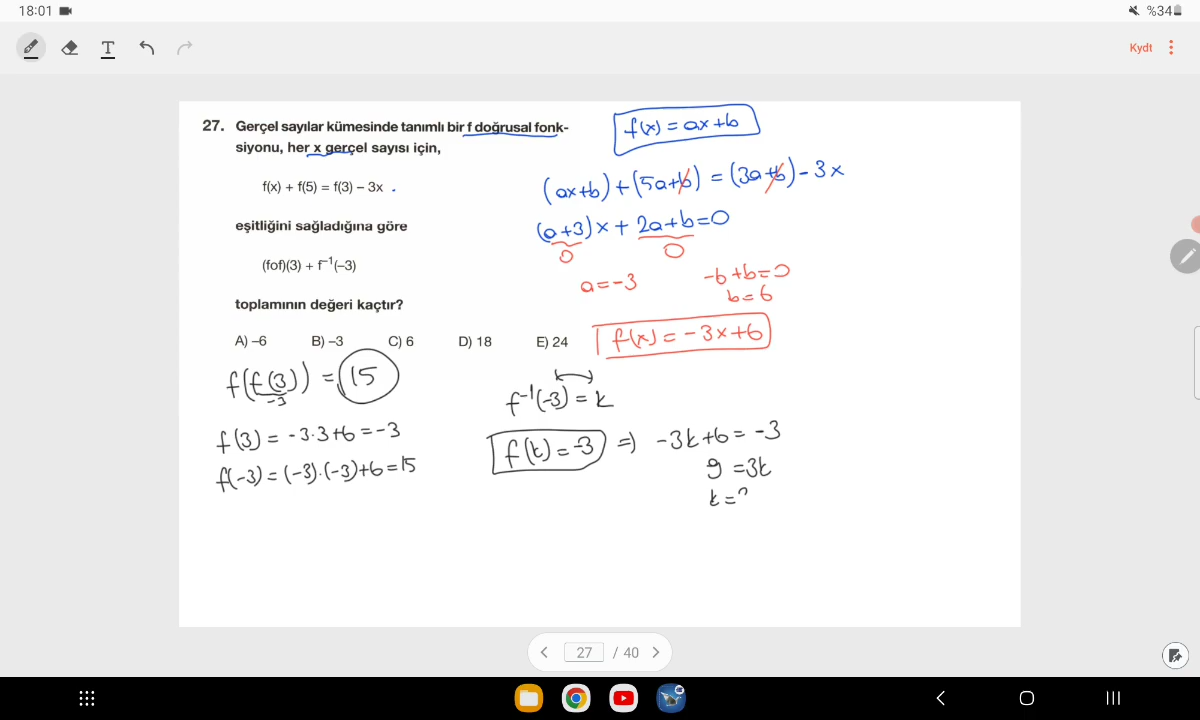 18:01
%34
T
Kydt
27. Gerçel sayılar kümesinde tanımlı bir f doğrusal fonk-
siyonu, her x gerçel sayısı için,
f(x) + f(5) = f(3) – 3x
eşitliğini sağladığına göre
(fof)(3) + f⁻¹(–3)
toplamının değeri kaçtır?
A) –6 B) –3 C) 6 D) 18 E) 24
f(x) = ax+b
(ax+b) + (5a+b) = (3a+b) - 3x
(a+3)x + 2a+b=0
0 0
a=-3
-6+b=0
b=6
f(x) = -3x+6
f(f(3)) = 15
-3
f(3) = -3.3+6=-3
f(-3) = (-3).(-3)+6=15
f⁻¹(-3) = k
f(k) = -3 => -3k+6 = -3
9 = 3k
k =
27 / 40